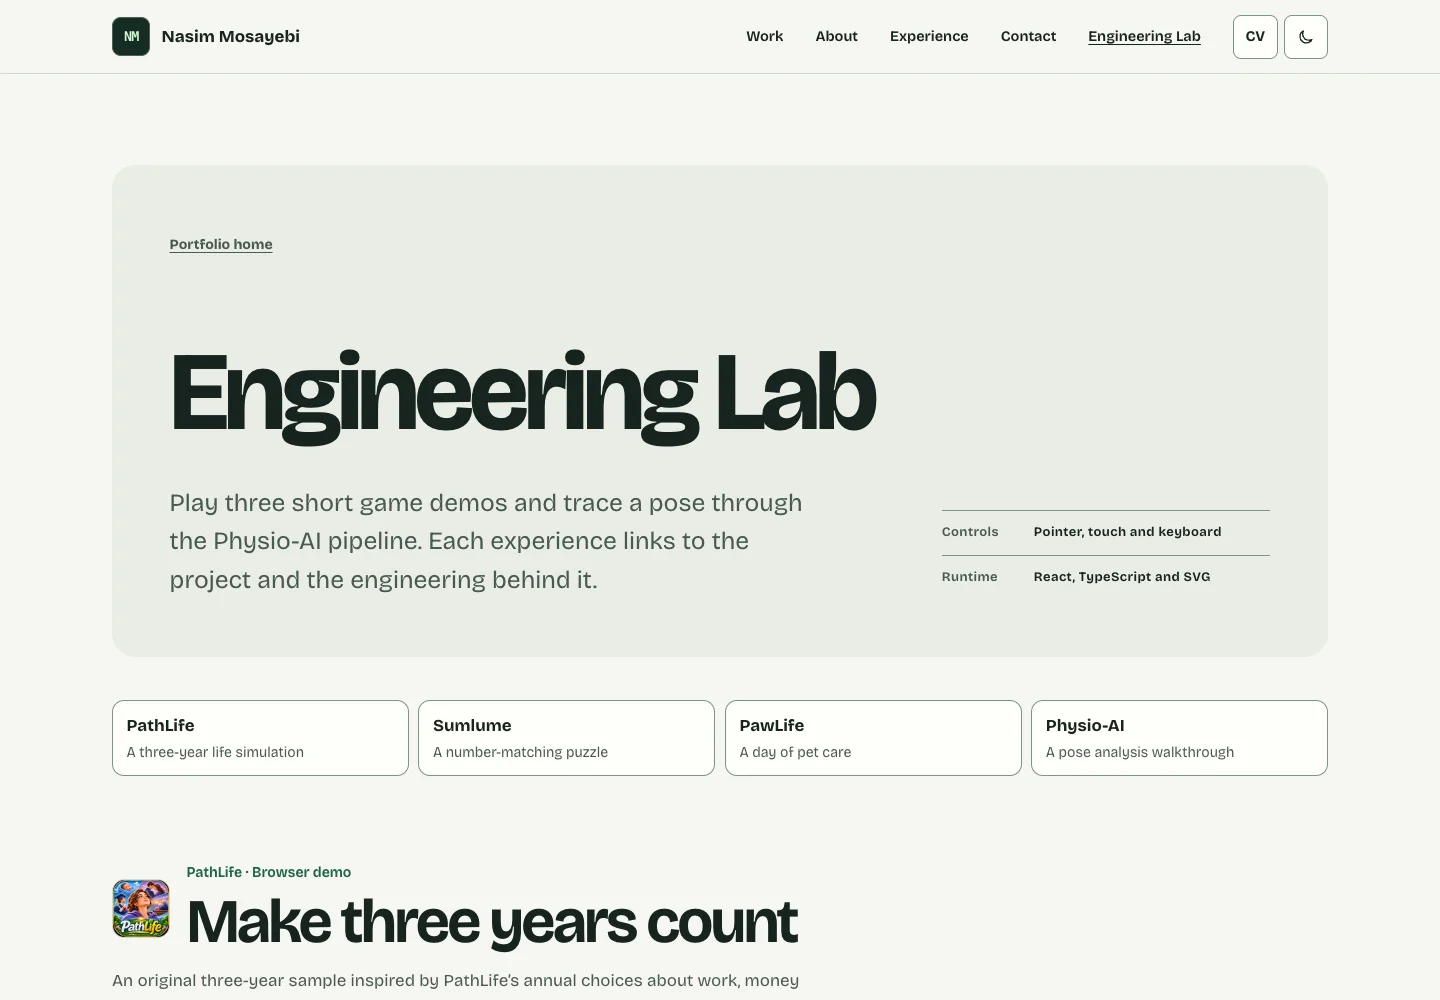 NM
Nasim Mosayebi
Work
About
Experience
Contact
Engineering Lab
CV
Portfolio home
Engineering Lab
Play three short game demos and trace a pose through
the Physio-AI pipeline. Each experience links to the
project and the engineering behind it.
Controls Pointer, touch and keyboard
Runtime React, TypeScript and SVG
PathLife
A three-year life simulation
Sumlume
A number-matching puzzle
PawLife
A day of pet care
Physio-AI
A pose analysis walkthrough
PathLife
PathLife · Browser demo
Make three years count
An original three-year sample inspired by PathLife’s annual choices about work, money